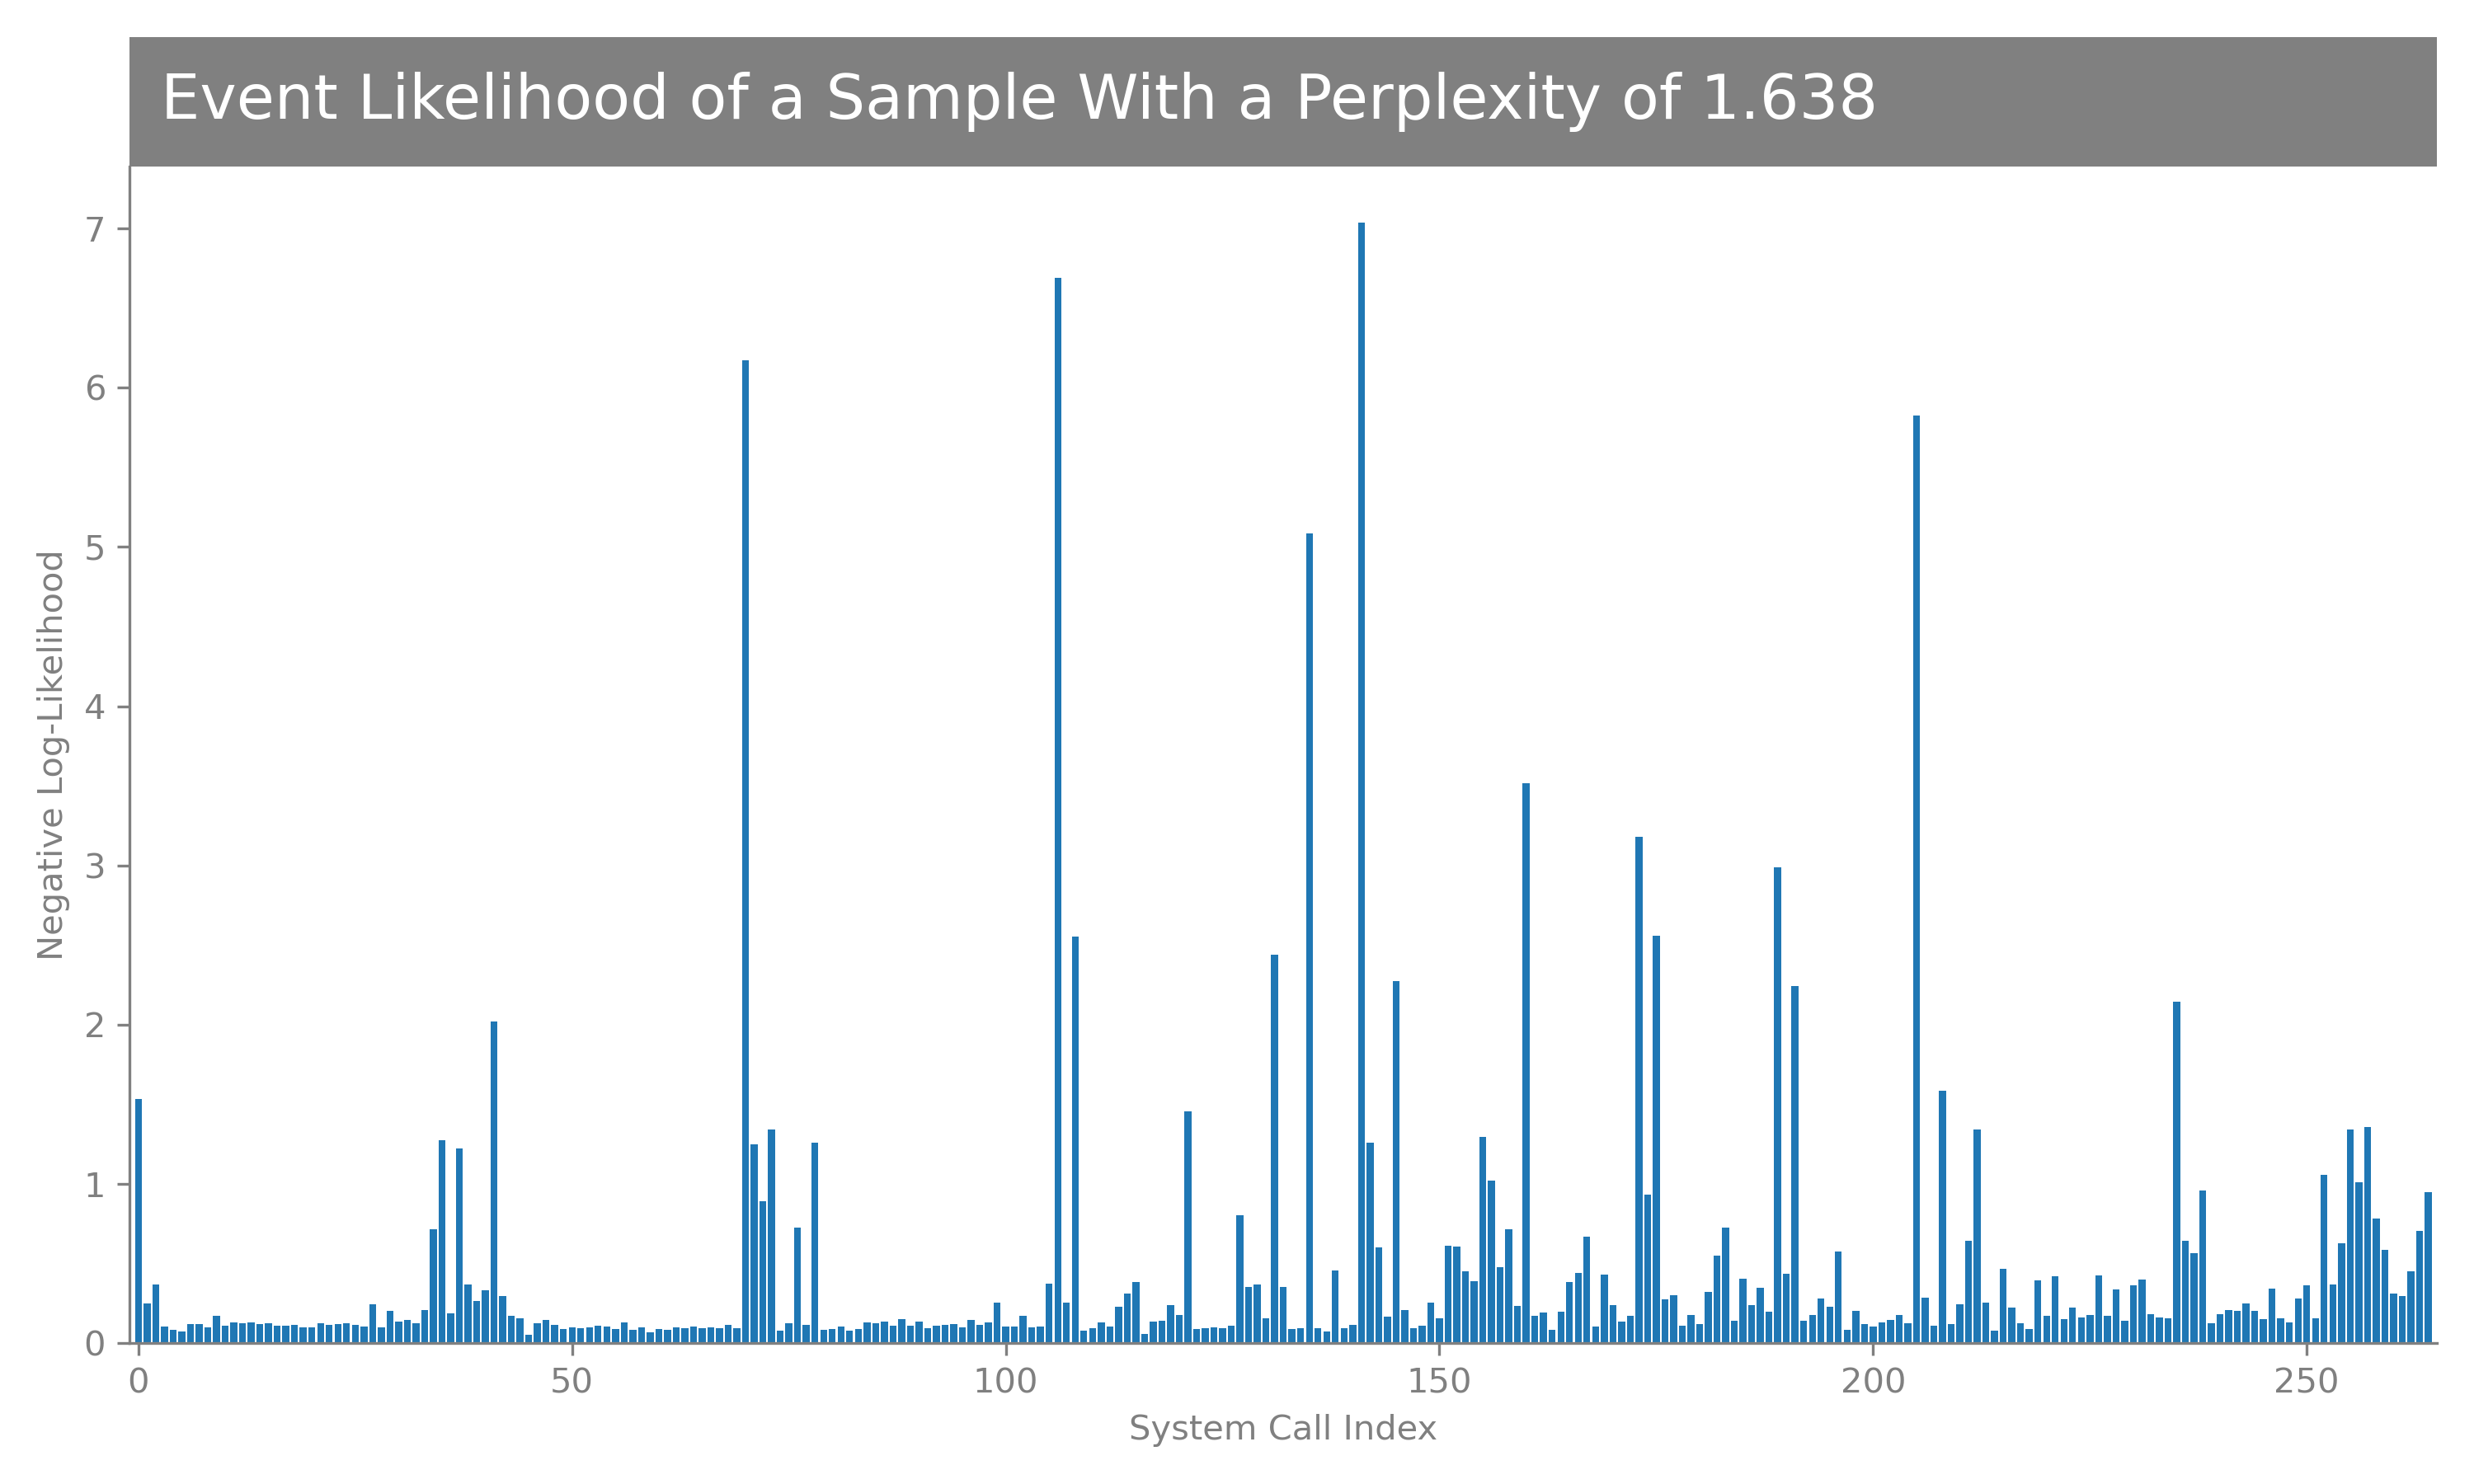 Event Likelihood of a Sample With a Perplexity of 1.638
7
6
5
4
3
2
1
0
Negative Log-Likelihood
0 50 100 150 200 250
System Call Index